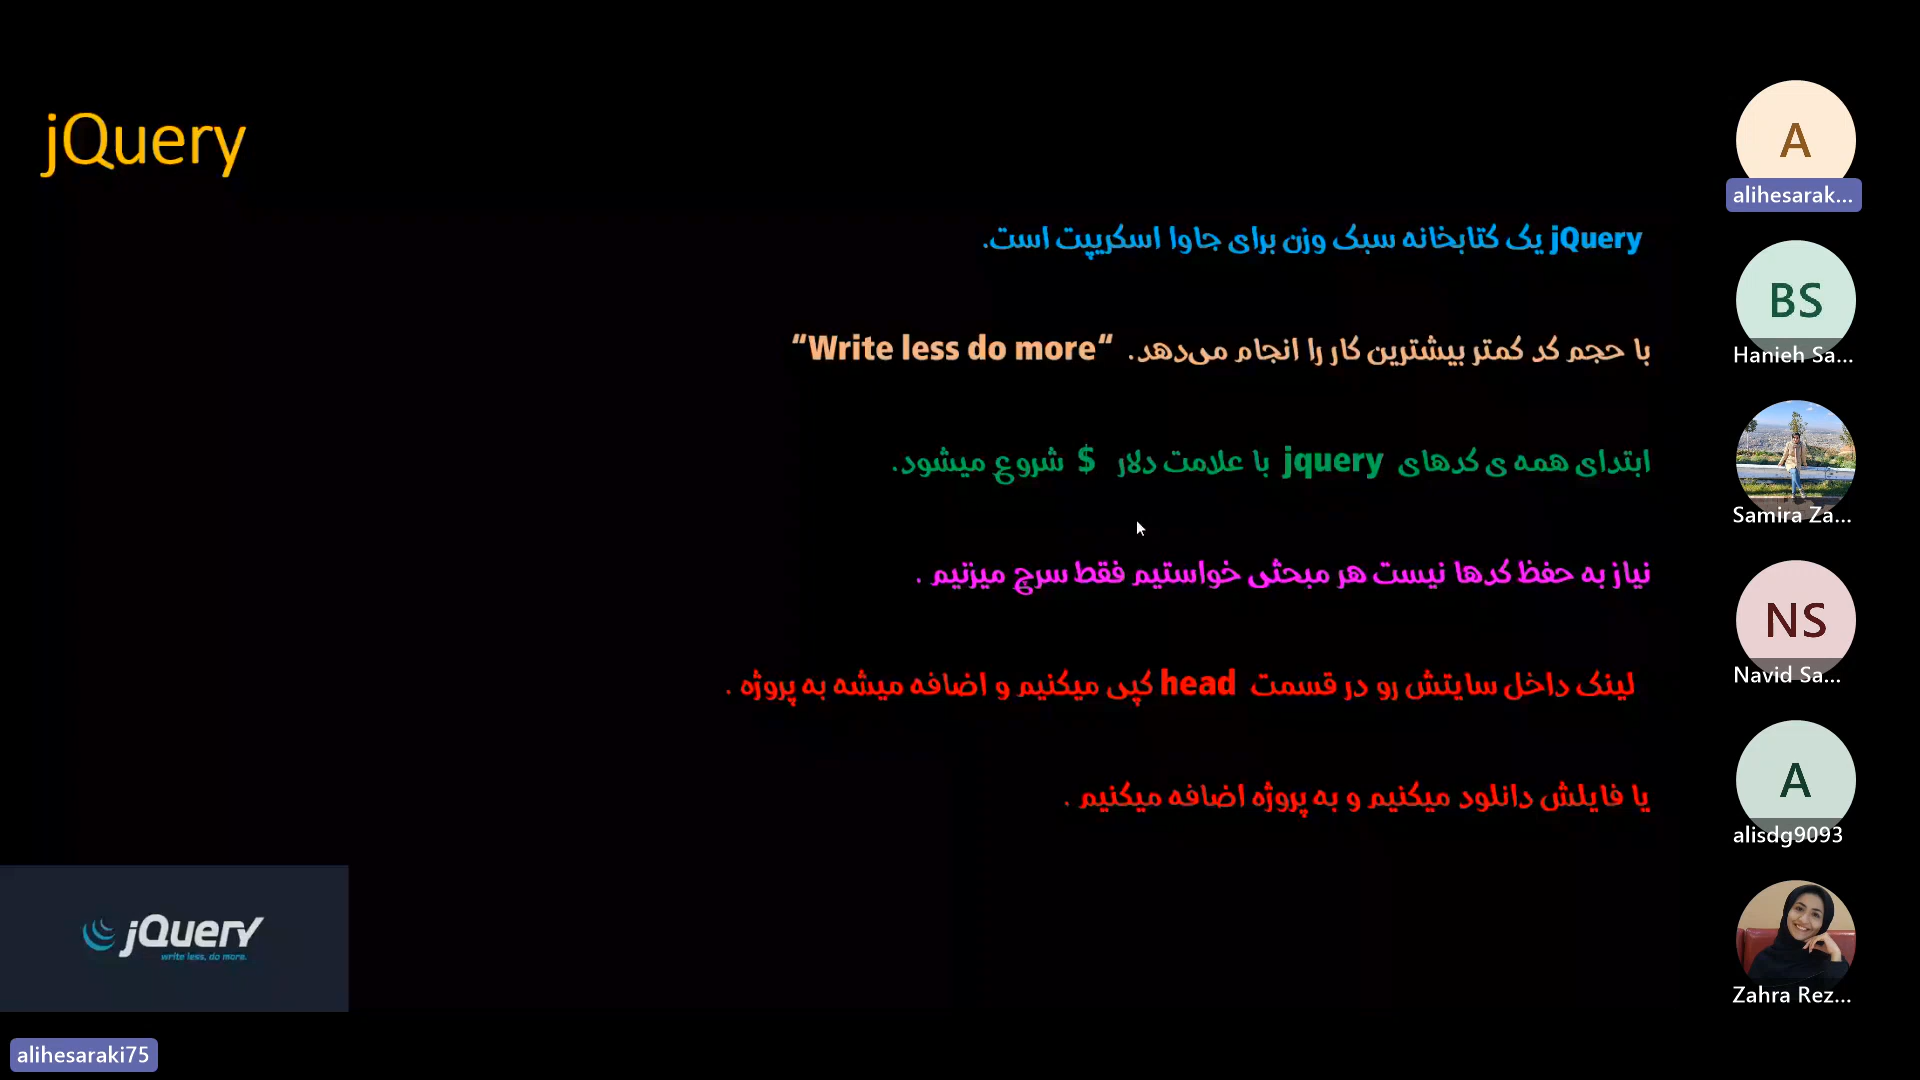 jQuery
jQuery یک کتابخانه سبک وزن برای جاوا اسکریپت است.
با حجم کد کمتر بیشترین کار را انجام می‌دهد. “Write less do more“
ابتدای همه ی کدهای jquery با علامت دلار $ شروع میشود.
نیاز به حفظ کدها نیست هر مبحثی خواستیم فقط سرچ میزنیم .
لینک داخل سایتش رو در قسمت head کپی میکنیم و اضافه میشه به پروژه .
یا فایلش دانلود میکنیم و به پروژه اضافه میکنیم .
jQuery
write less, do more.
alihesaraki75
A
alihesarak...
BS
Hanieh Sa...
Samira Za...
NS
Navid Sa...
A
alisdg9093
Zahra Rez...